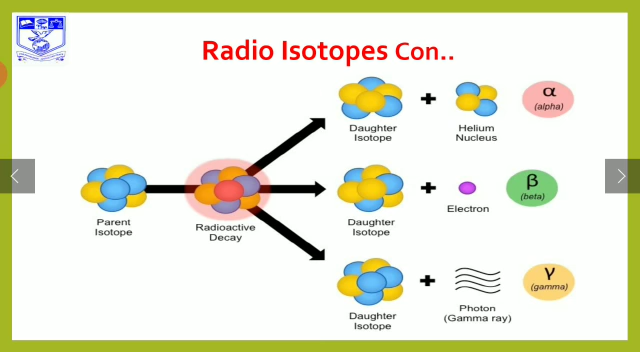 Radio Isotopes Con..
α
(alpha)
Daughter
Isotope
+
Helium
Nucleus
β
(beta)
Parent
Isotope
Radioactive
Decay
Daughter
Isotope
+
Electron
γ
(gamma)
Daughter
Isotope
+
Photon
(Gamma ray)